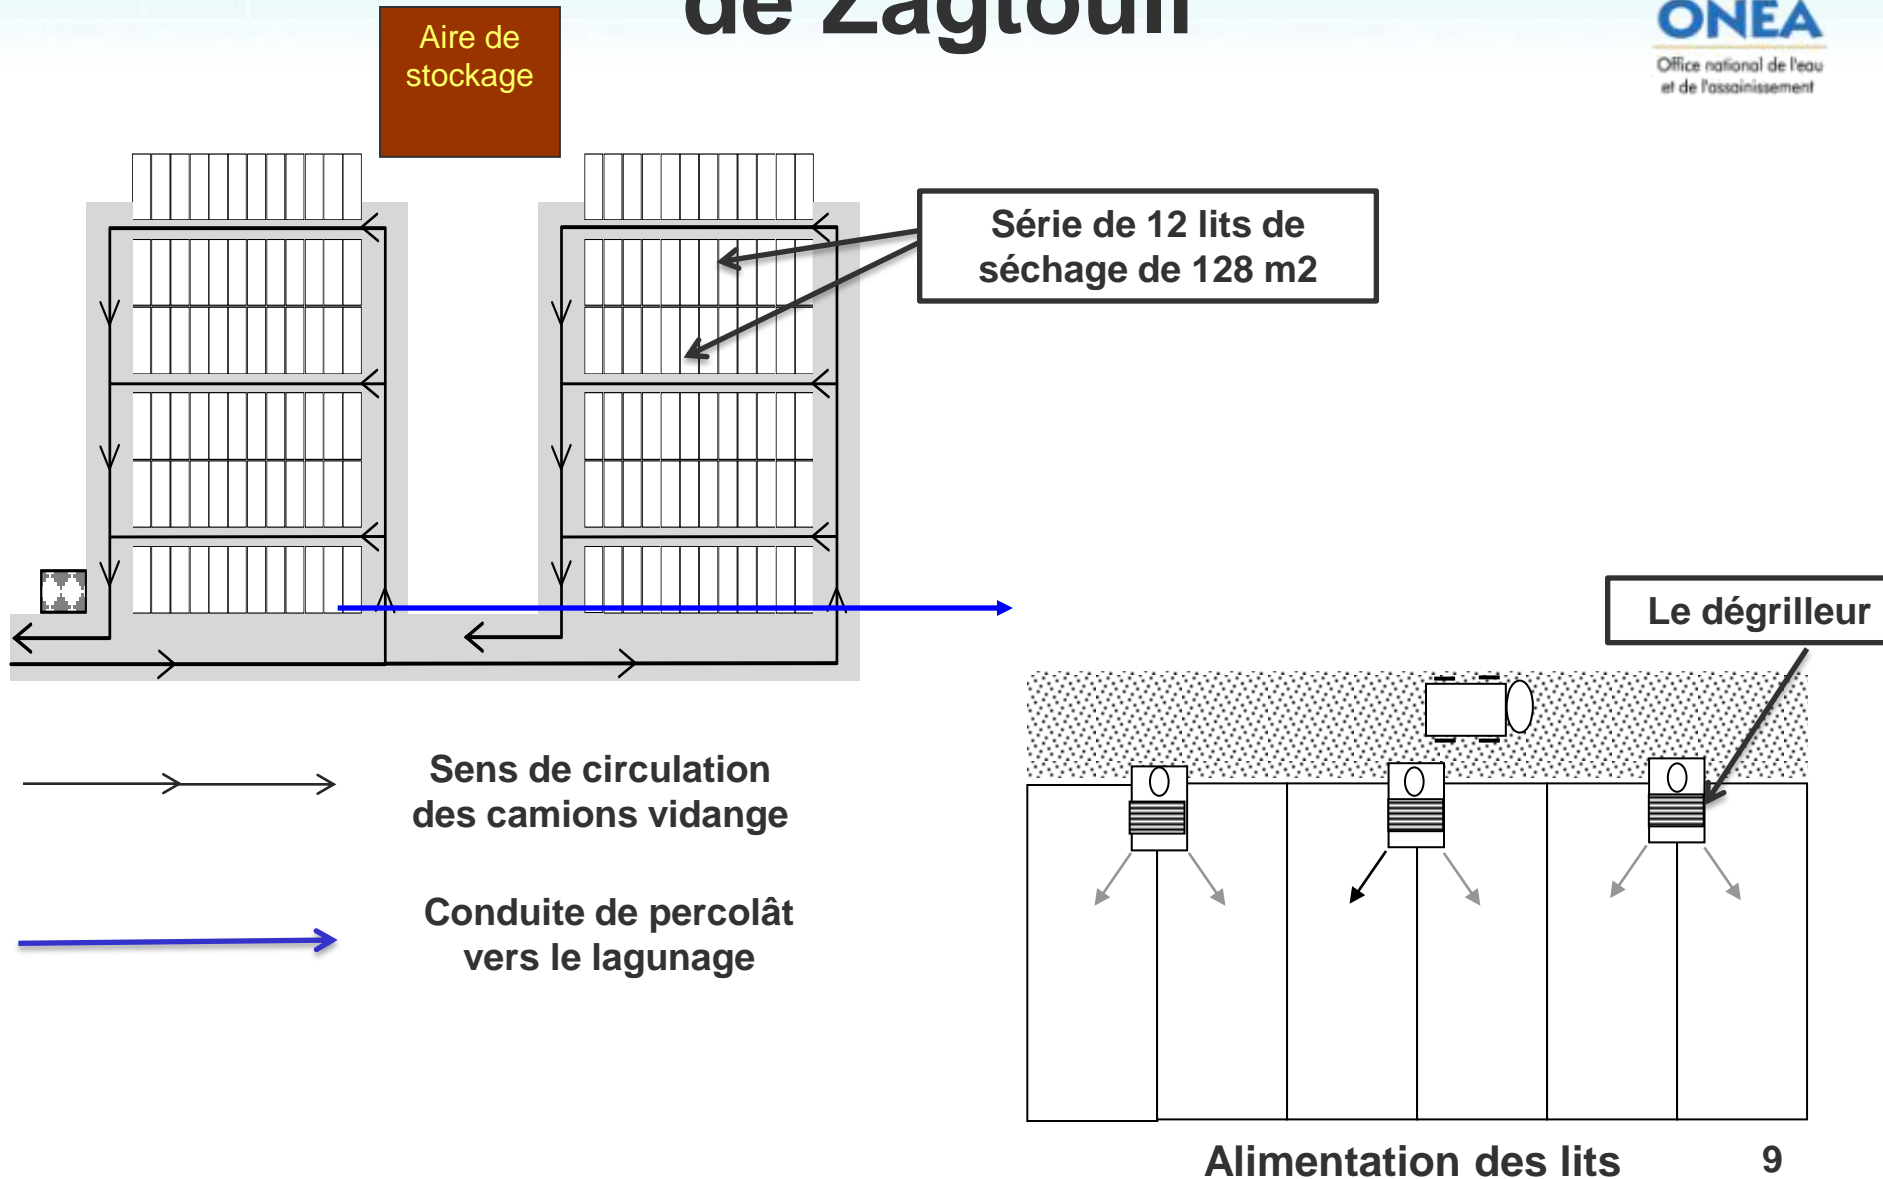 de Zagtouli
ONEA
Office national de l'eau
et de l'assainissement
Aire de
stockage
Série de 12 lits de
séchage de 128 m2
Le dégrilleur
Sens de circulation
des camions vidange
Conduite de percolât
vers le lagunage
Alimentation des lits
9